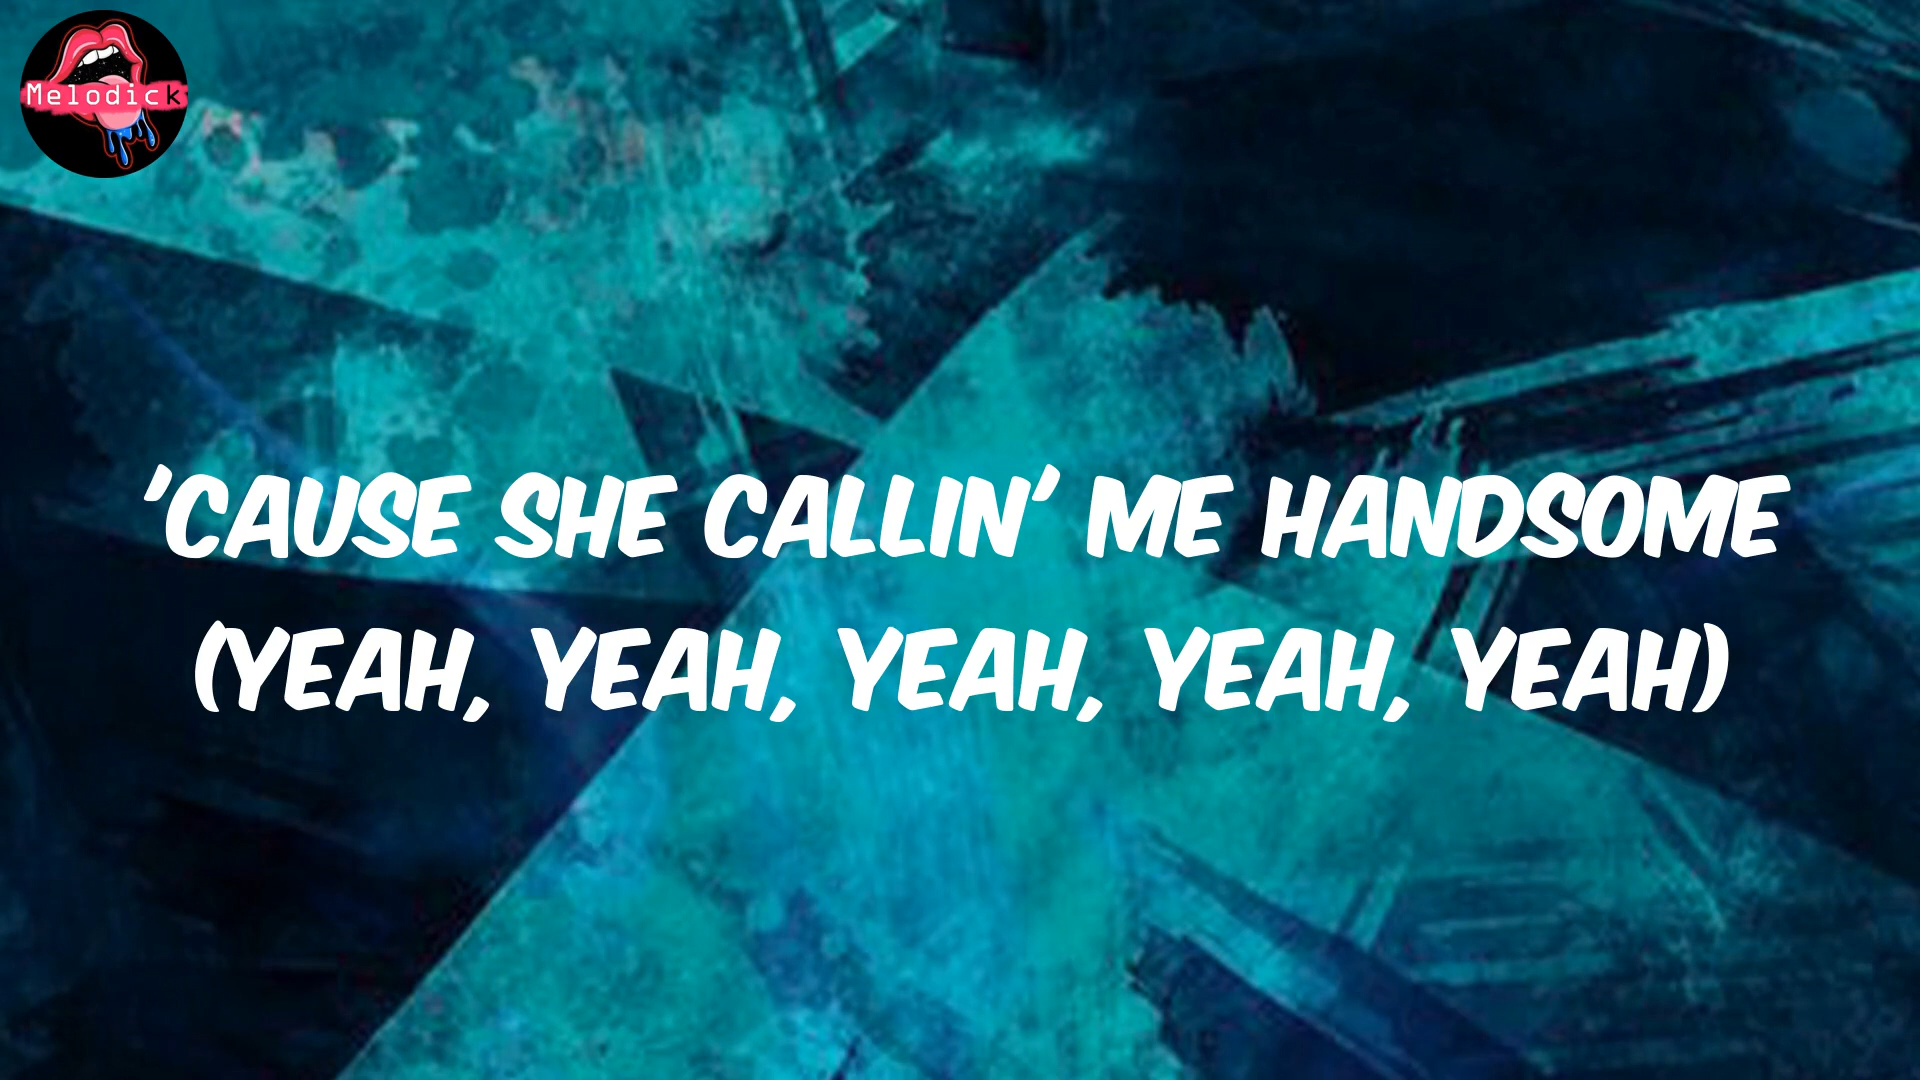 Melodick
'CAUSE SHE CALLIN' ME HANDSOME
(YEAH, YEAH, YEAH, YEAH, YEAH)